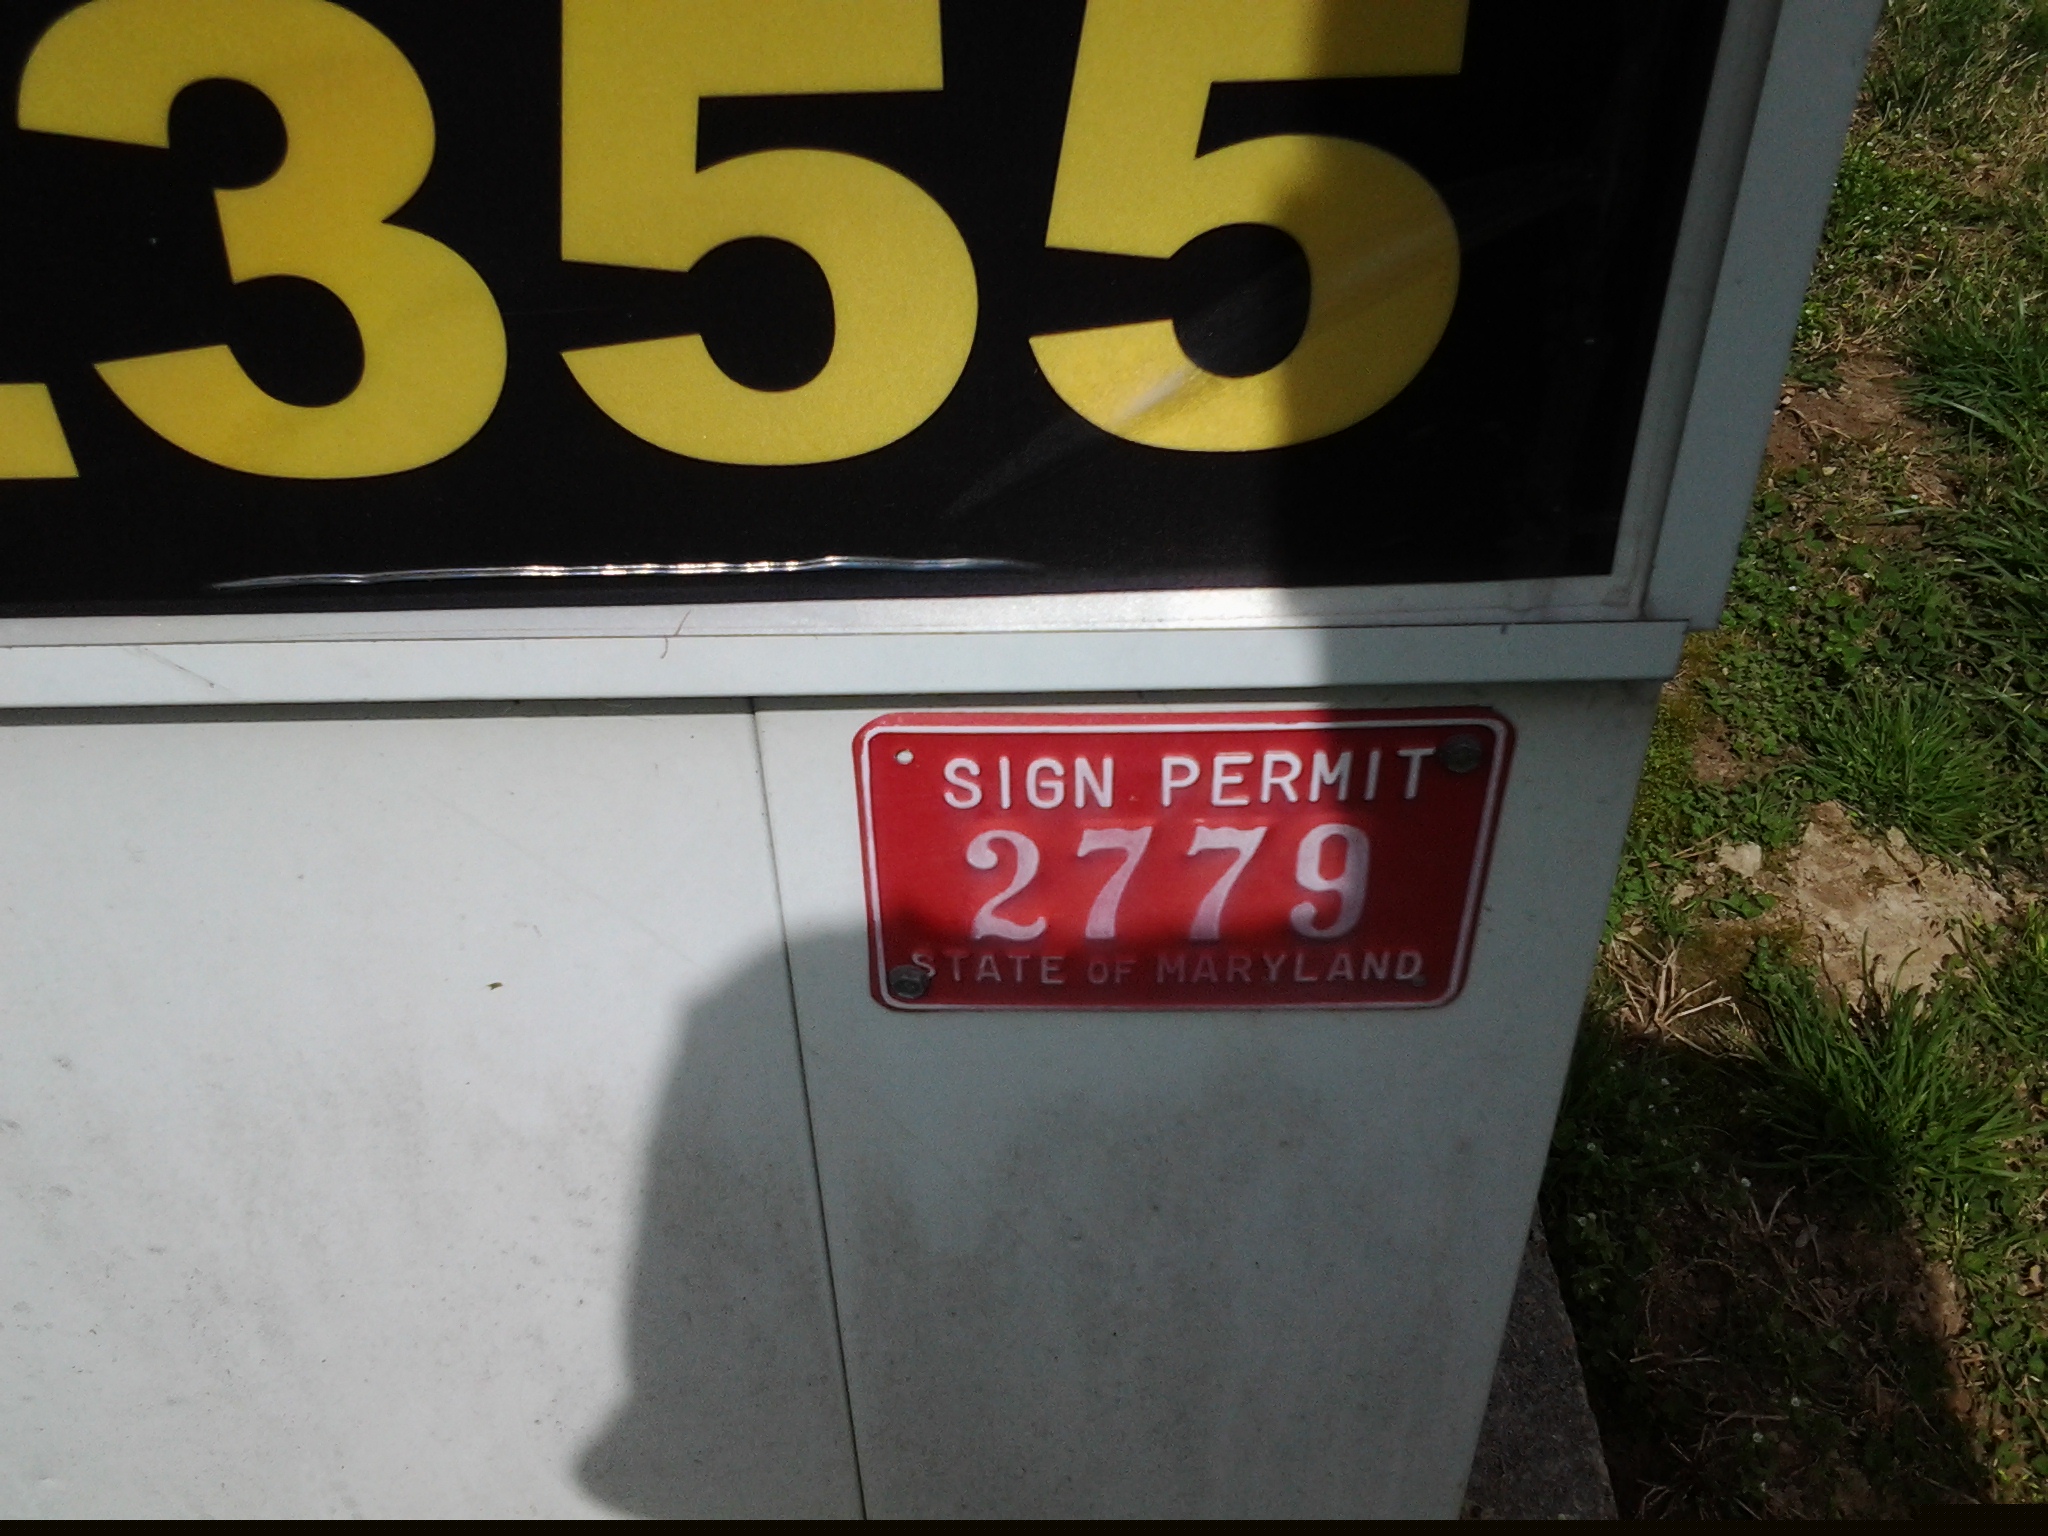 355
SIGN PERMIT
2779
STATE OF MARYLAND